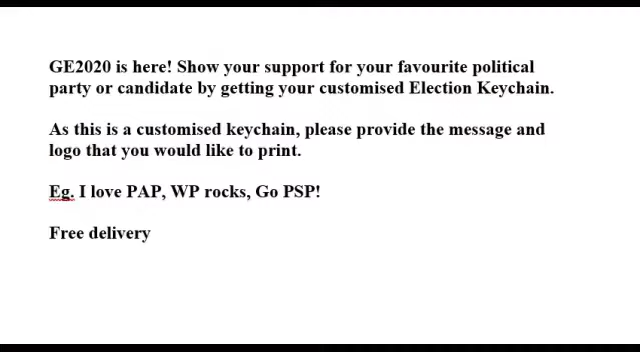 GE2020 is here! Show your support for your favourite political
party or candidate by getting your customised Election Keychain.
As this is a customised keychain, please provide the message and
logo that you would like to print.
Eg. I love PAP, WP rocks, Go PSP!
Free delivery